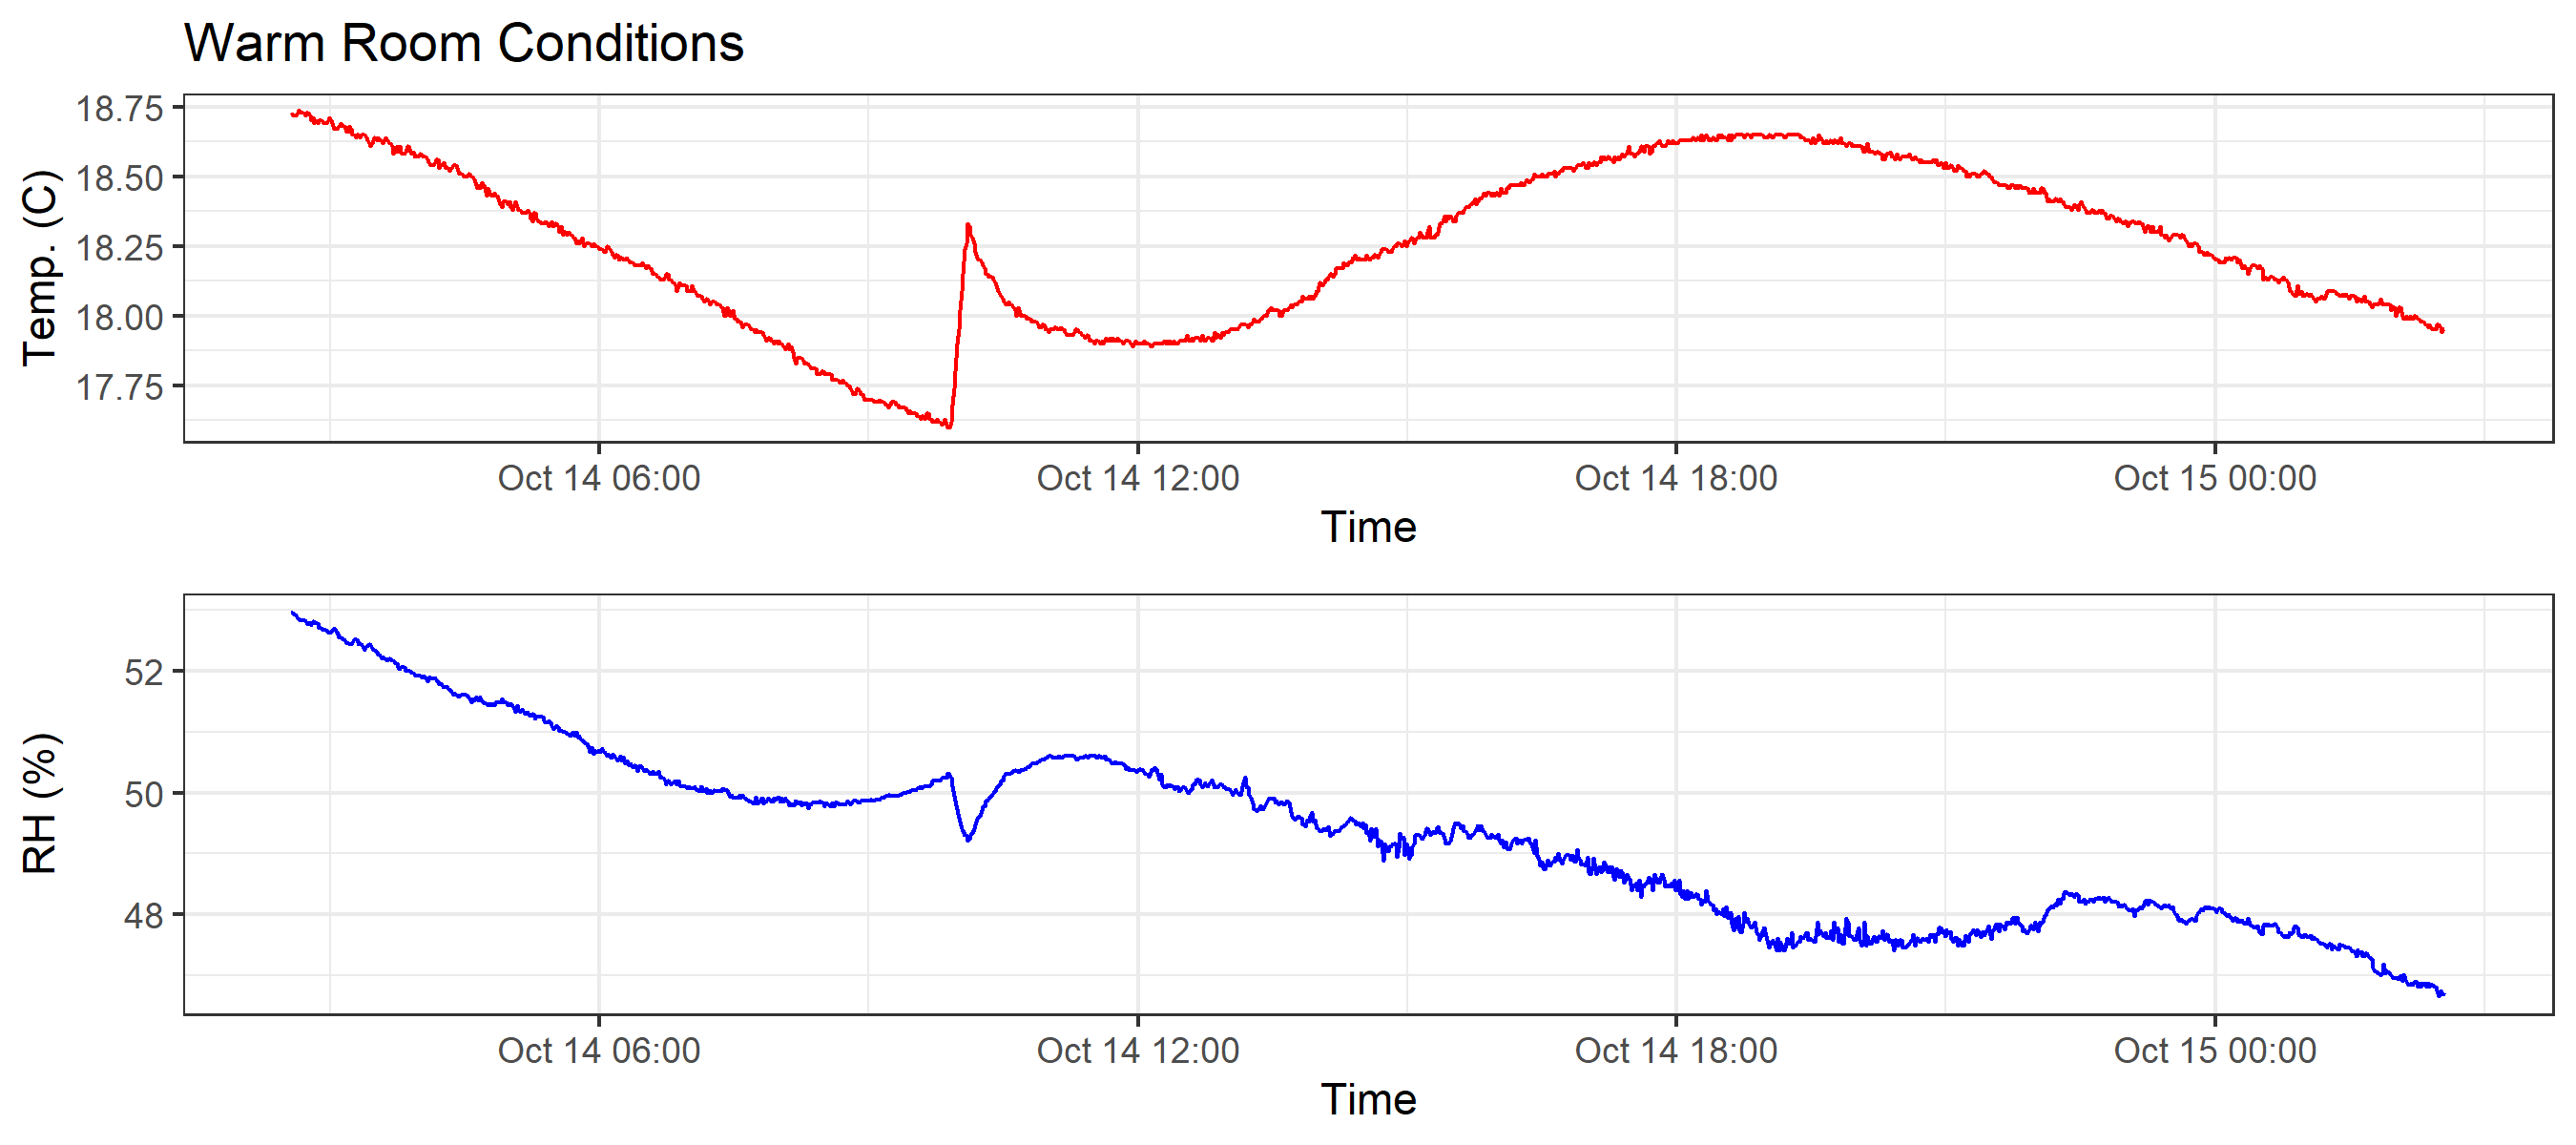 Warm Room Conditions
Temp. (C)
18.75
18.50
18.25
18.00
17.75
Oct 14 06:00 Oct 14 12:00 Oct 14 18:00 Oct 15 00:00
Time
RH (%)
52
50
48
Oct 14 06:00 Oct 14 12:00 Oct 14 18:00 Oct 15 00:00
Time